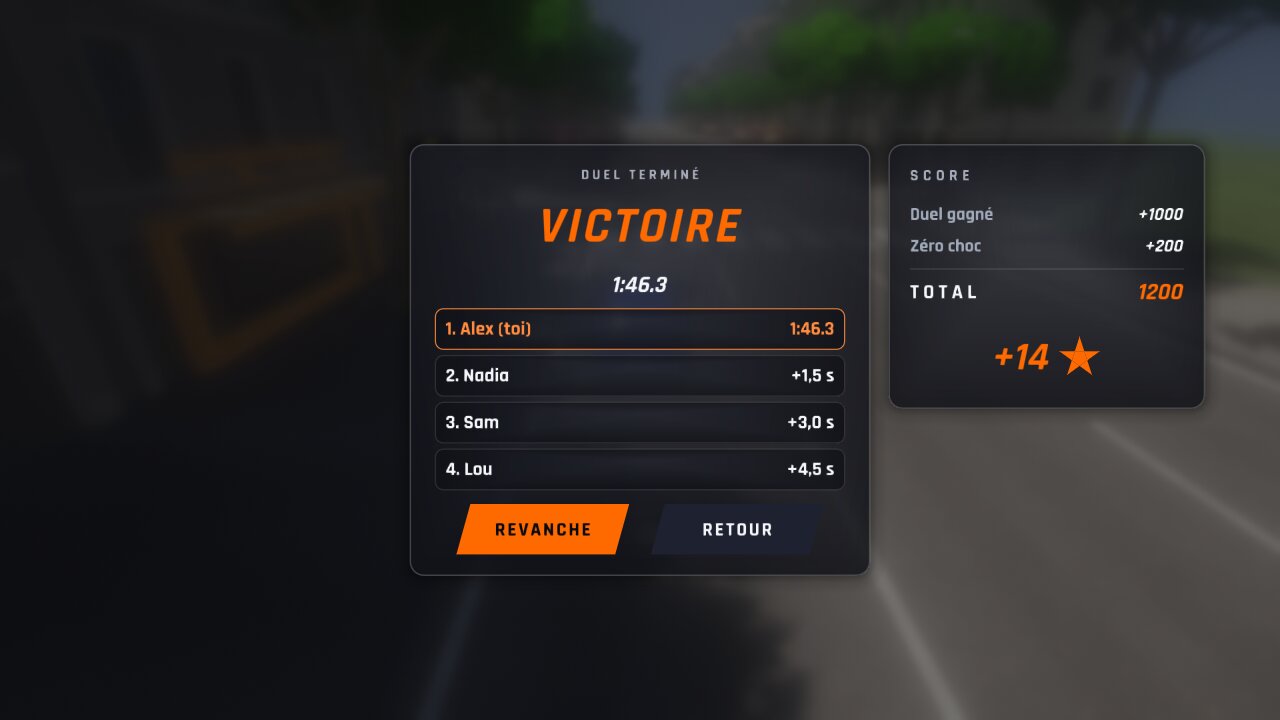 DUEL TERMINÉ
VICTOIRE
1:46.3
1. Alex (toi) 1:46.3
2. Nadia +1,5 s
3. Sam +3,0 s
4. Lou +4,5 s
REVANCHE RETOUR
SCORE
Duel gagné +1000
Zéro choc +200
TOTAL 1200
+14